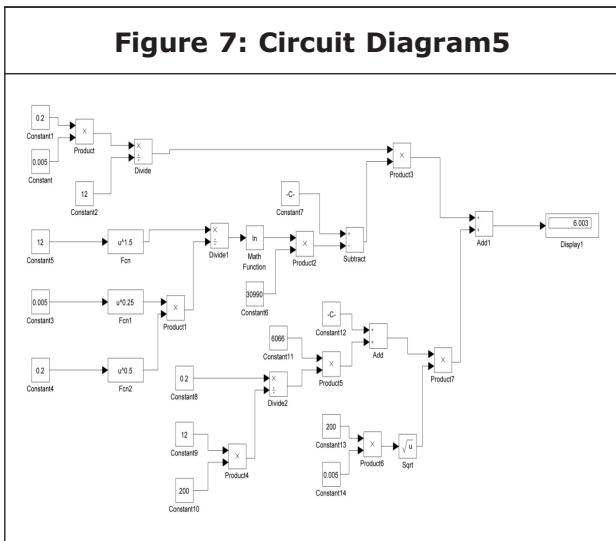 Figure 7: Circuit Diagram5
0.2
Constant1
×
Product
0.005
Constant
×
÷
Divide
12
Constant2
×
Product3
-C-
Constant7
+
-
Subtract
+
+
Add1
6.003
Display1
12
Constant5
u^1.5
Fcn
×
÷
Divide1
ln
Math
Function
×
Product2
30990
Constant6
0.005
Constant3
u^0.25
Fcn1
×
Product1
0.2
Constant4
u^0.5
Fcn2
-C-
Constant12
+
+
Add
6066
Constant11
×
Product5
×
Product7
0.2
Constant8
×
÷
Divide2
12
Constant9
×
Product4
200
Constant10
200
Constant13
×
Product6
√u
Sqrt
0.005
Constant14